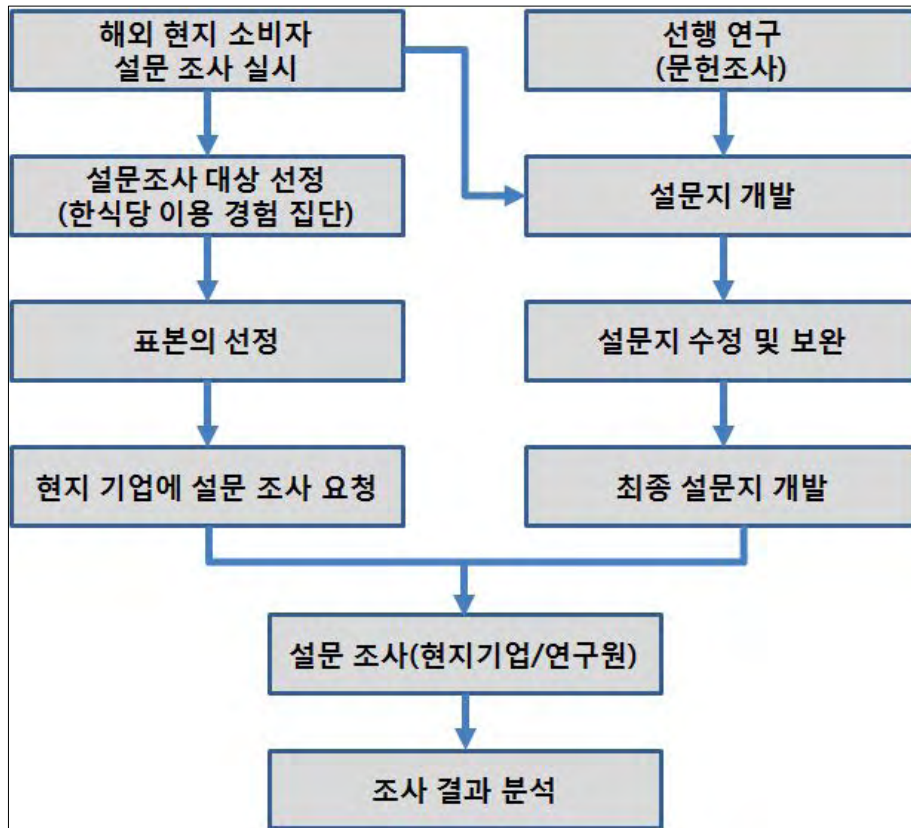 해외 현지 소비자
설문 조사 실시
선행 연구
(문헌조사)
설문조사 대상 선정
(한식당 이용 경험 집단)
설문지 개발
표본의 선정
설문지 수정 및 보완
현지 기업에 설문 조사 요청
최종 설문지 개발
설문 조사(현지기업/연구원)
조사 결과 분석